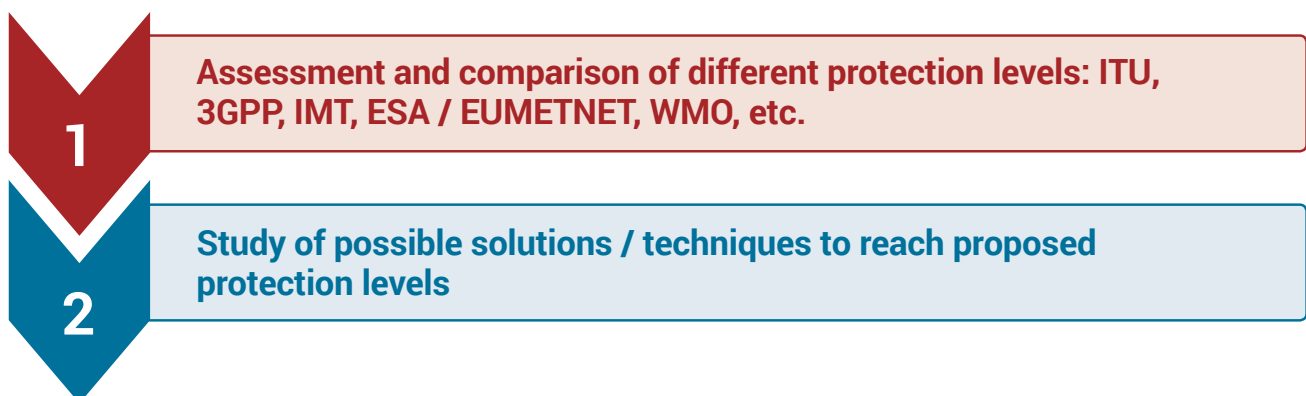 1
Assessment and comparison of different protection levels: ITU,
3GPP, IMT, ESA / EUMETNET, WMO, etc.
2
Study of possible solutions / techniques to reach proposed
protection levels